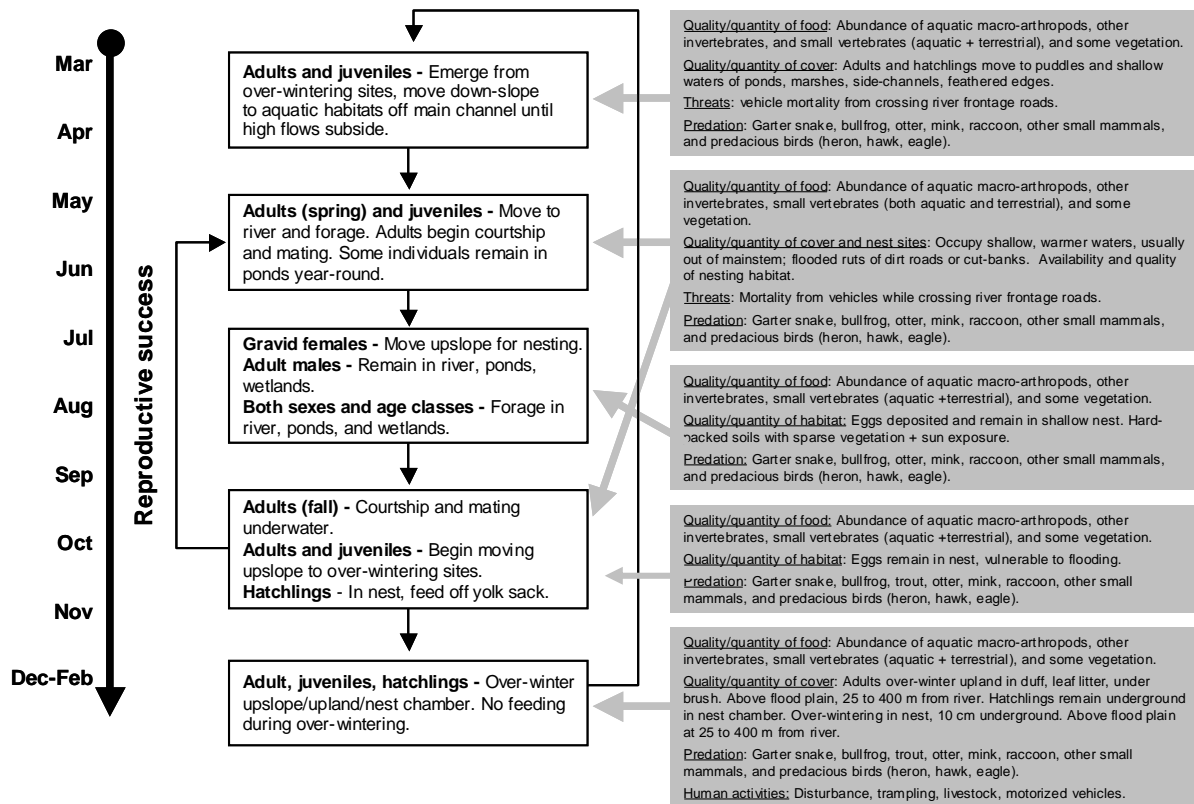 Mar
Apr
May
Jun
Jul
Aug
Sep
Oct
Nov
Dec-Feb
Reproductive success
Adults and juveniles - Emerge from
over-wintering sites, move down-slope
to aquatic habitats off main channel until
high flows subside.
Adults (spring) and juveniles - Move to
river and forage. Adults begin courtship
and mating. Some individuals remain in
ponds year-round.
Gravid females - Move upslope for nesting.
Adult males - Remain in river, ponds,
wetlands.
Both sexes and age classes - Forage in
river, ponds, and wetlands.
Adults (fall) - Courtship and mating
underwater.
Adults and juveniles - Begin moving
upslope to over-wintering sites.
Hatchlings - In nest, feed off yolk sack.
Adult, juveniles, hatchlings - Over-winter
upslope/upland/nest chamber. No feeding
during over-wintering.
Quality/quantity of food: Abundance of aquatic macro-arthropods, other
invertebrates, and small vertebrates (aquatic + terrestrial), and some vegetation.
Quality/quantity of cover: Adults and hatchlings move to puddles and shallow
waters of ponds, marshes, side-channels, feathered edges.
Threats: vehicle mortality from crossing river frontage roads.
Predation: Garter snake, bullfrog, otter, mink, raccoon, other small mammals,
and predacious birds (heron, hawk, eagle).
Quality/quantity of food: Abundance of aquatic macro-arthropods, other
invertebrates, small vertebrates (both aquatic and terrestrial), and some
vegetation.
Quality/quantity of cover and nest sites: Occupy shallow, warmer waters, usually
out of mainstem; flooded ruts of dirt roads or cut-banks. Availability and quality
of nesting habitat.
Threats: Mortality from vehicles while crossing river frontage roads.
Predation: Garter snake, bullfrog, otter, mink, raccoon, other small mammals,
and predacious birds (heron, hawk, eagle).
Quality/quantity of food: Abundance of aquatic macro-arthropods, other
invertebrates, small vertebrates (aquatic +terrestrial), and some vegetation.
Quality/quantity of habitat: Eggs deposited and remain in shallow nest. Hard-
packed soils with sparse vegetation + sun exposure.
Predation: Garter snake, bullfrog, otter, mink, raccoon, other small mammals,
and predacious birds (heron, hawk, eagle).
Quality/quantity of food: Abundance of aquatic macro-arthropods, other
invertebrates, small vertebrates (aquatic +terrestrial), and some vegetation.
Quality/quantity of habitat: Eggs remain in nest, vulnerable to flooding.
Predation: Garter snake, bullfrog, trout, otter, mink, raccoon, other small
mammals, and predacious birds (heron, hawk, eagle).
Quality/quantity of food: Abundance of aquatic macro-arthropods, other
invertebrates, small vertebrates (aquatic + terrestrial), and some vegetation.
Quality/quantity of cover: Adults over-winter upland in duff, leaf litter, under
brush. Above flood plain, 25 to 400 m from river. Hatchlings remain underground
in nest chamber. Over-wintering in nest, 10 cm underground. Above flood plain
at 25 to 400 m from river.
Predation: Garter snake, bullfrog, trout, otter, mink, raccoon, other small
mammals, and predacious birds (heron, hawk, eagle).
Human activities: Disturbance, trampling, livestock, motorized vehicles.